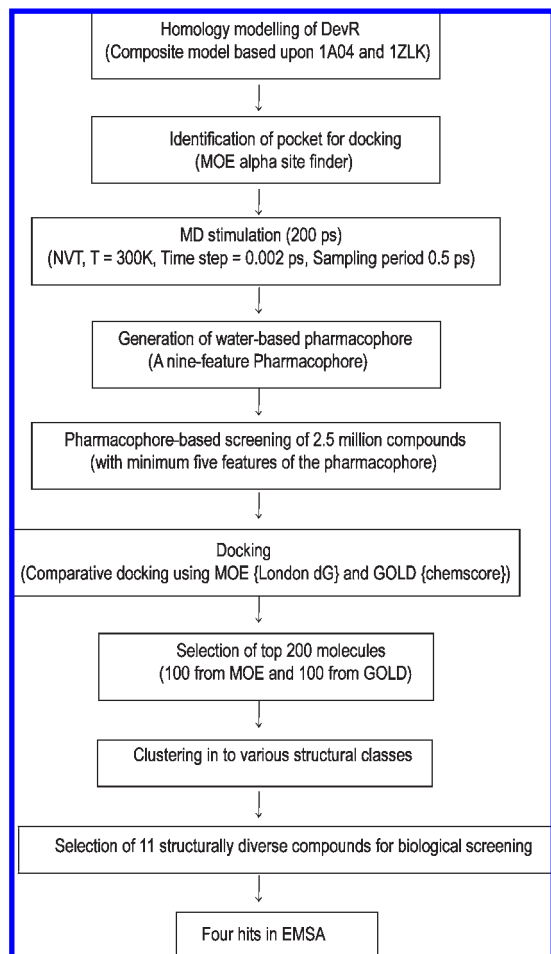 Homology modelling of DevR
(Composite model based upon 1A04 and 1ZLK)
Identification of pocket for docking
(MOE alpha site finder)
MD stimulation (200 ps)
(NVT, T = 300K, Time step = 0.002 ps, Sampling period 0.5 ps)
Generation of water-based pharmacophore
(A nine-feature Pharmacophore)
Pharmacophore-based screening of 2.5 million compounds
(with minimum five features of the pharmacophore)
Docking
(Comparative docking using MOE {London dG} and GOLD {chemscore})
Selection of top 200 molecules
(100 from MOE and 100 from GOLD)
Clustering in to various structural classes
Selection of 11 structurally diverse compounds for biological screening
Four hits in EMSA